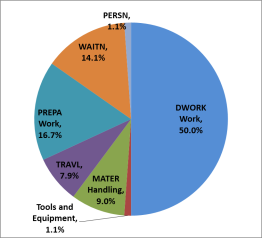 PERSN,
1.1%
WAITN,
14.1%
DWORK
Work,
50.0%
PREPA
Work,
16.7%
TRAVL,
7.9%
MATER
Handling,
9.0%
Tools and
Equipment,
1.1%